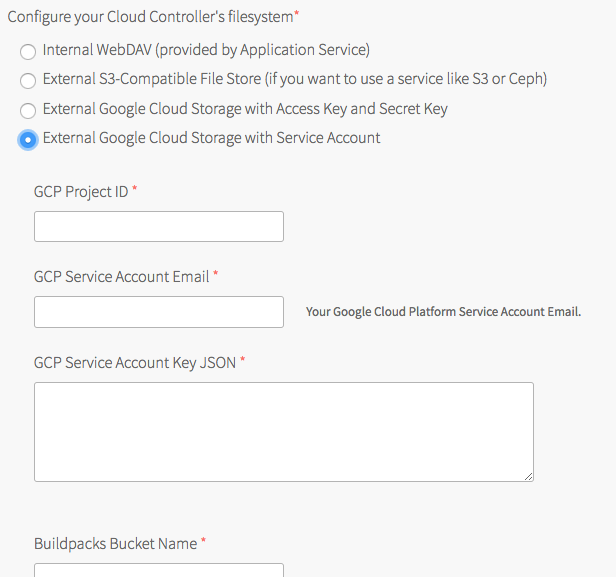 Configure your Cloud Controller's filesystem*
Internal WebDAV (provided by Application Service)
External S3-Compatible File Store (if you want to use a service like S3 or Ceph)
External Google Cloud Storage with Access Key and Secret Key
External Google Cloud Storage with Service Account
GCP Project ID *
GCP Service Account Email *
Your Google Cloud Platform Service Account Email.
GCP Service Account Key JSON *
Buildpacks Bucket Name *